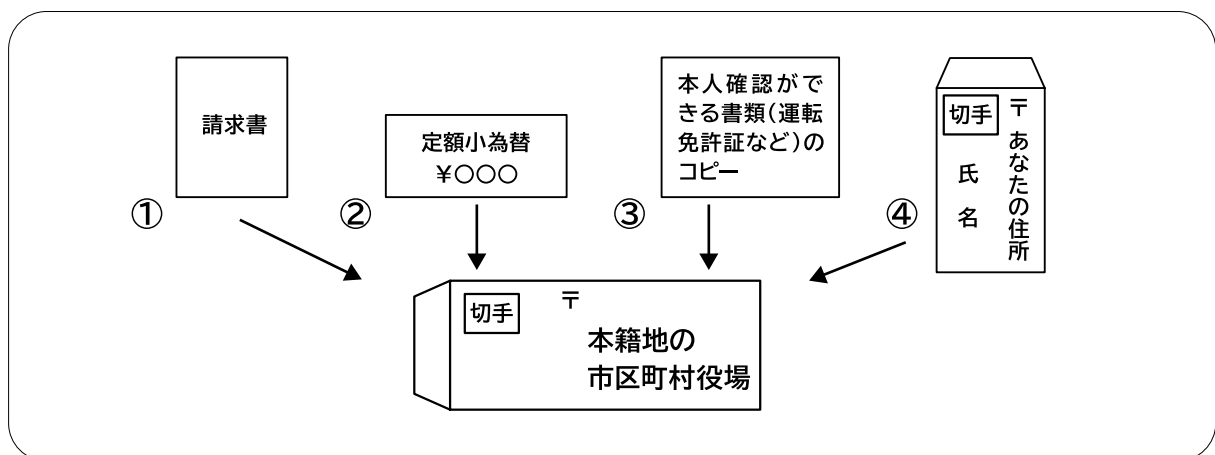 ①
請求書
②
定額小為替
￥〇〇〇
③
本人確認がで
きる書類(運転
免許証など)の
コピー
④
切手
〒
あなたの住所
氏名
切手
〒
本籍地の
市区町村役場